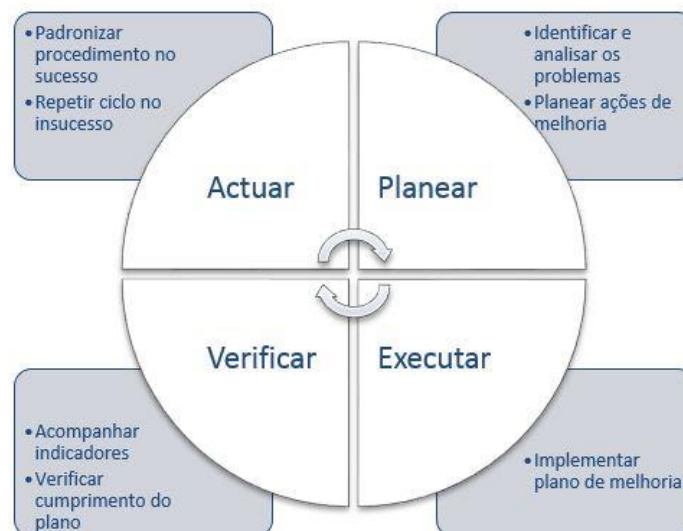 • Padronizar
procedimento no
sucesso
• Repetir ciclo no
insucesso
• Identificar e
analisar os
problemas
• Planear ações de
melhoria
Actuar
Planear
Verificar
Executar
• Acompanhar
indicadores
• Verificar
cumprimento do
plano
• Implementar
plano de melhoria